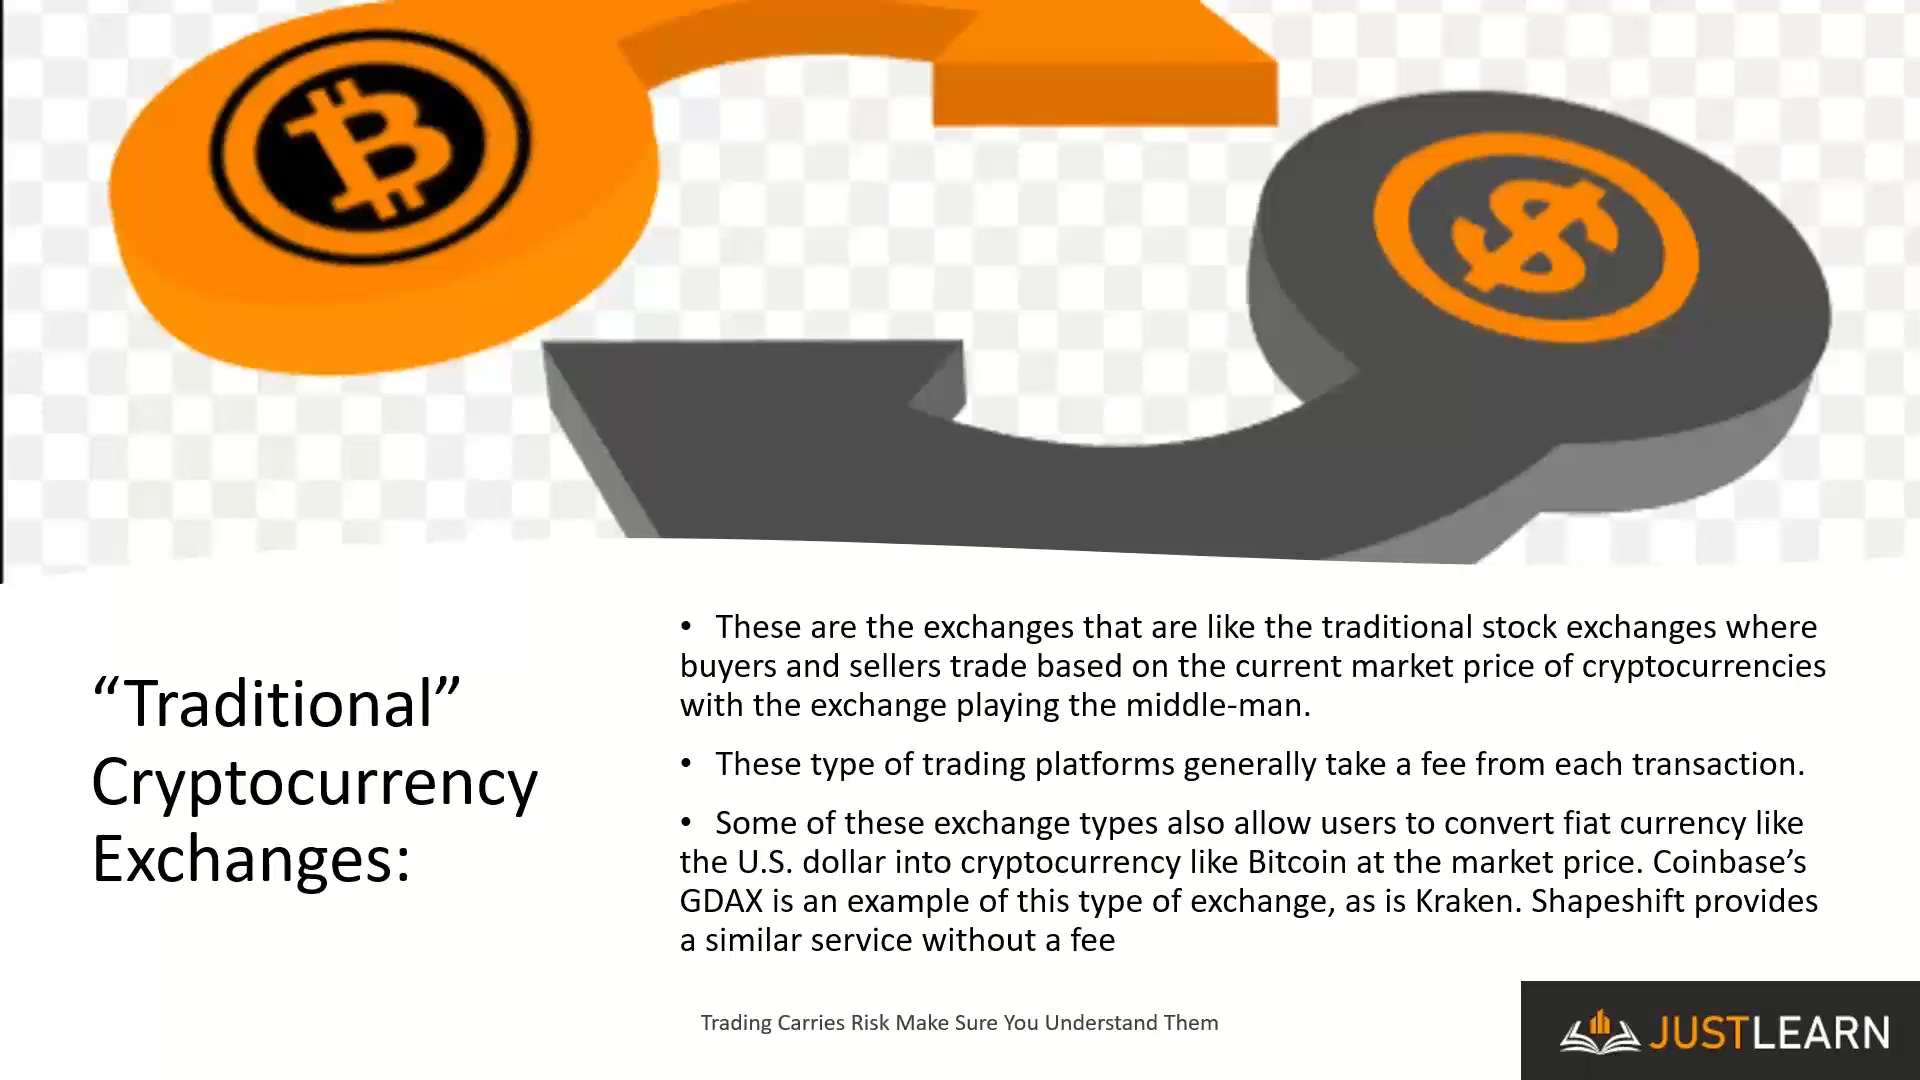 “Traditional”
Cryptocurrency
Exchanges:
• These are the exchanges that are like the traditional stock exchanges where
buyers and sellers trade based on the current market price of cryptocurrencies
with the exchange playing the middle-man.
• These type of trading platforms generally take a fee from each transaction.
• Some of these exchange types also allow users to convert fiat currency like
the U.S. dollar into cryptocurrency like Bitcoin at the market price. Coinbase’s
GDAX is an example of this type of exchange, as is Kraken. Shapeshift provides
a similar service without a fee
Trading Carries Risk Make Sure You Understand Them
JUSTLEARN